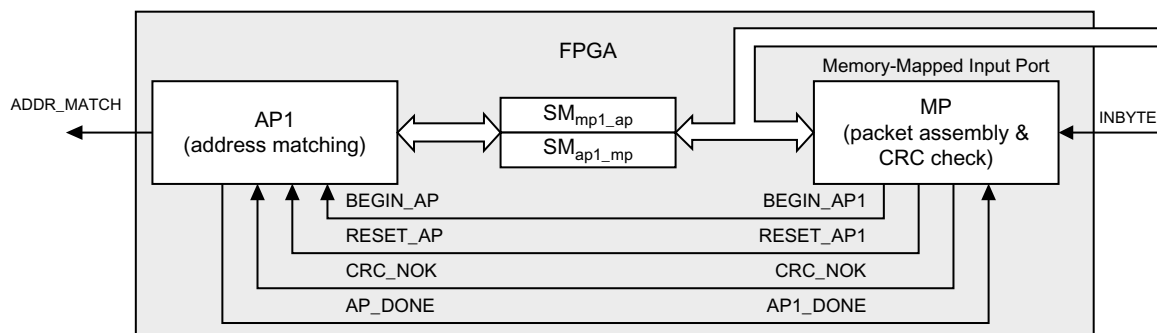 FPGA
Memory-Mapped Input Port
ADDR_MATCH
AP1
(address matching)
SMmp1_ap
SMap1_mp
MP
(packet assembly &
CRC check)
INBYTE
BEGIN_AP
BEGIN_AP1
RESET_AP
RESET_AP1
CRC_NOK
CRC_NOK
AP_DONE
AP1_DONE